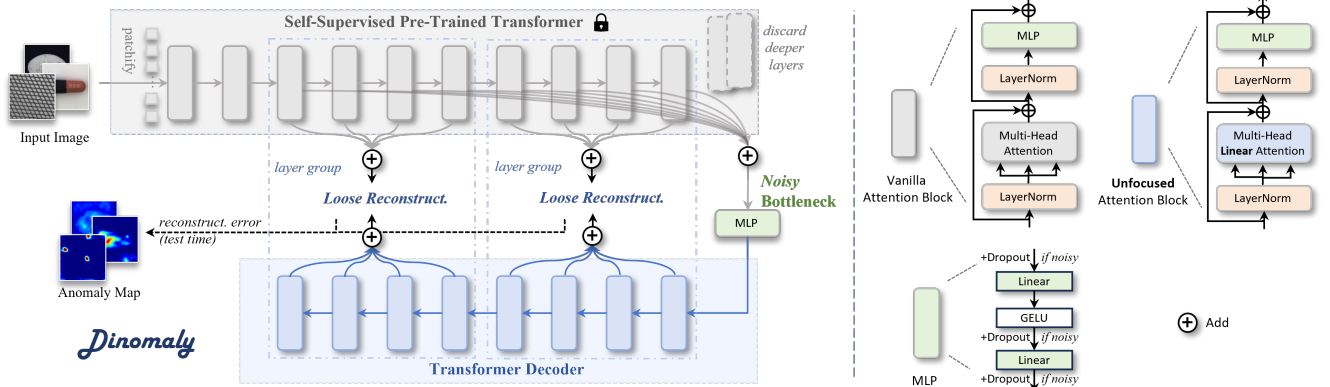 Self-Supervised Pre-Trained Transformer
patchify
discard
deeper
layers
Input Image
layer group
layer group
Loose Reconstruct.
Loose Reconstruct.
Noisy
Bottleneck
MLP
reconstruct. error
(test time)
Anomaly Map
Dinomaly
Transformer Decoder
MLP
LayerNorm
Multi-Head
Attention
LayerNorm
Vanilla
Attention Block
MLP
LayerNorm
Multi-Head
Linear Attention
LayerNorm
Unfocused
Attention Block
+Dropout if noisy
Linear
GELU
+Dropout if noisy
Linear
+Dropout if noisy
MLP
Add